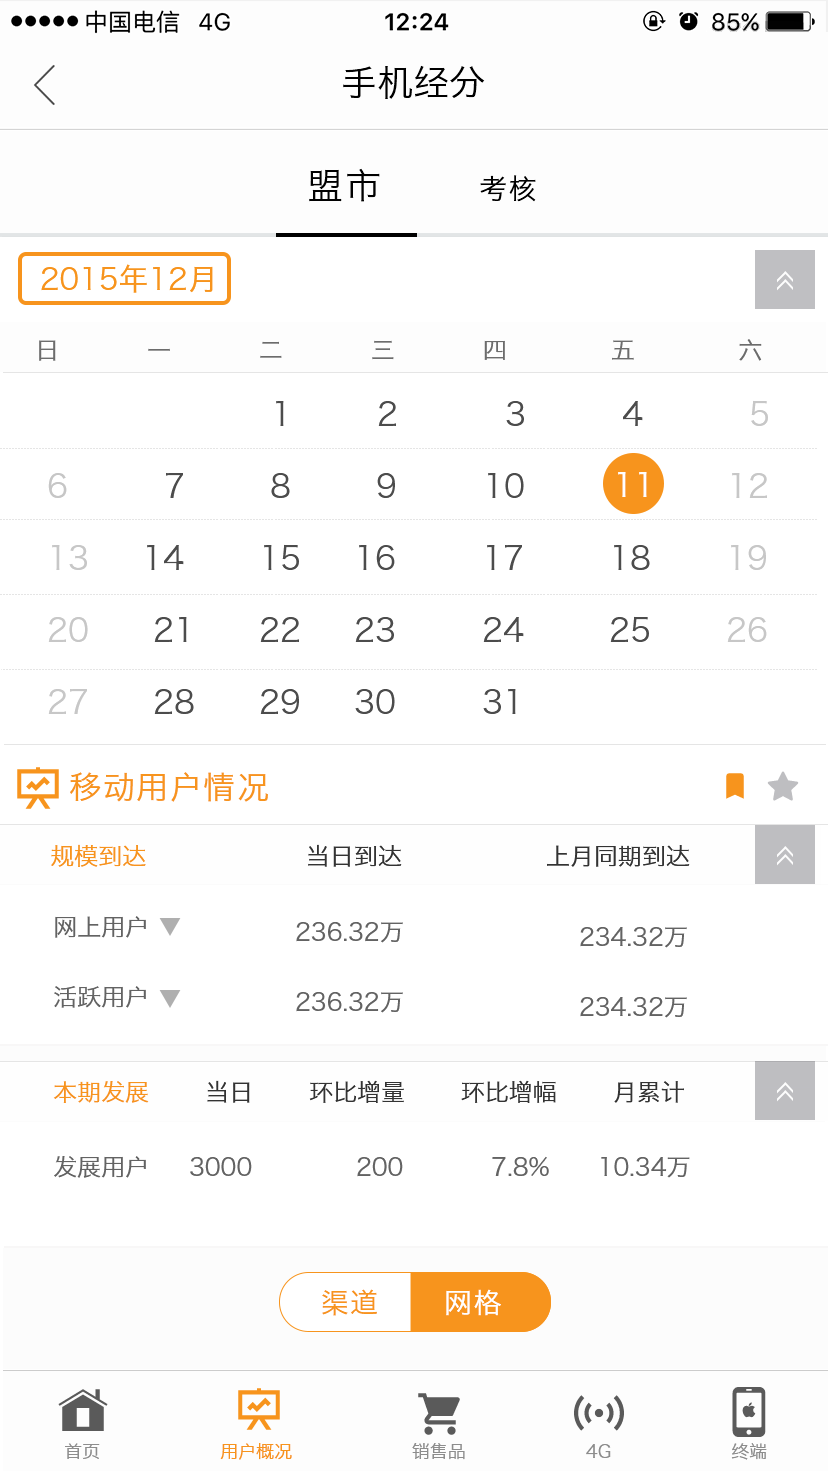 中国电信 4G 12:24 85%
手机经分
盟市 考核
2015年12月
日 一 二 三 四 五 六
1 2 3 4 5
6 7 8 9 10 11 12
13 14 15 16 17 18 19
20 21 22 23 24 25 26
27 28 29 30 31
移动用户情况
规模到达 当日到达 上月同期到达
网上用户 236.32万 234.32万
活跃用户 236.32万 234.32万
本期发展 当日 环比增量 环比增幅 月累计
发展用户 3000 200 7.8% 10.34万
渠道 网格
首页 用户概况 销售品 4G 终端